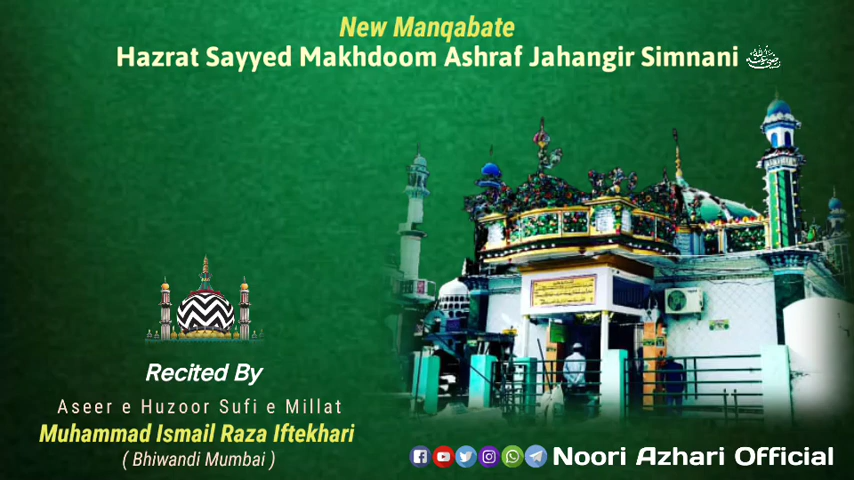 New Manqabate
Hazrat Sayyed Makhdoom Ashraf Jahangir Simnani
Recited By
Aseer e Huzoor Sufi e Millat
Muhammad Ismail Raza Iftekhari
( Bhiwandi Mumbai )
Noori Azhari Official